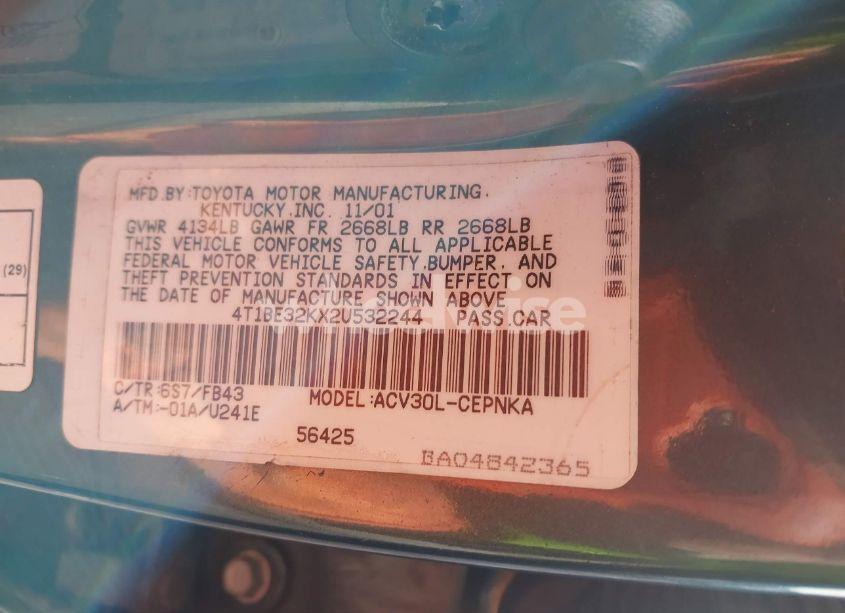 MFD.BY:TOYOTA MOTOR MANUFACTURING.
KENTUCKY.INC. 11/01
GVWR 4134LB GAWR FR 2668LB RR 2668LB
THIS VEHICLE CONFORMS TO ALL APPLICABLE
FEDERAL MOTOR VEHICLE SAFETY.BUMPER, AND
THEFT PREVENTION STANDARDS IN EFFECT ON
THE DATE OF MANUFACTURE SHOWN ABOVE
4T1BE32KX2U532244 PASS.CAR
C/TR:6S7/FB43 MODEL:ACV30L-CEPNKA
A/TM:-01A/U241E
56425
BA04842365
(29)